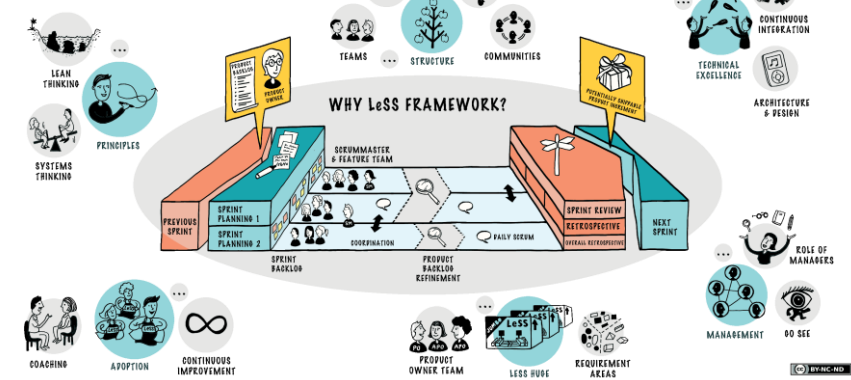 CONTINUOUS
INTEGRATION
TEAMS
...
STRUCTURE
COMMUNITIES
TECHNICAL
EXCELLENCE
...
LEAN
THINKING
...
PRINCIPLES
SYSTEMS
THINKING
ARCHITECTURE
& DESIGN
PRODUCT
BACKLOG
PRODUCT
OWNER
POTENTIALLY SHIPPABLE
PRODUCT INCREMENT
WHY LeSS FRAMEWORK?
SCRUMMASTER
& FEATURE TEAM
PREVIOUS
SPRINT
SPRINT
PLANNING 1
SPRINT
PLANNING 2
COORDINATION
DAILY SCRUM
SPRINT
BACKLOG
PRODUCT
BACKLOG
REFINEMENT
SPRINT REVIEW
RETROSPECTIVE
OVERALL RETROSPECTIVE
NEXT
SPRINT
COACHING
ADOPTION
...
CONTINUOUS
IMPROVEMENT
PO
APO
APO
PRODUCT
OWNER TEAM
...
LeSS
LESS HUGE
REQUIREMENT
AREAS
...
MANAGEMENT
ROLE OF
MANAGERS
GO SEE
cc BY-NC-ND